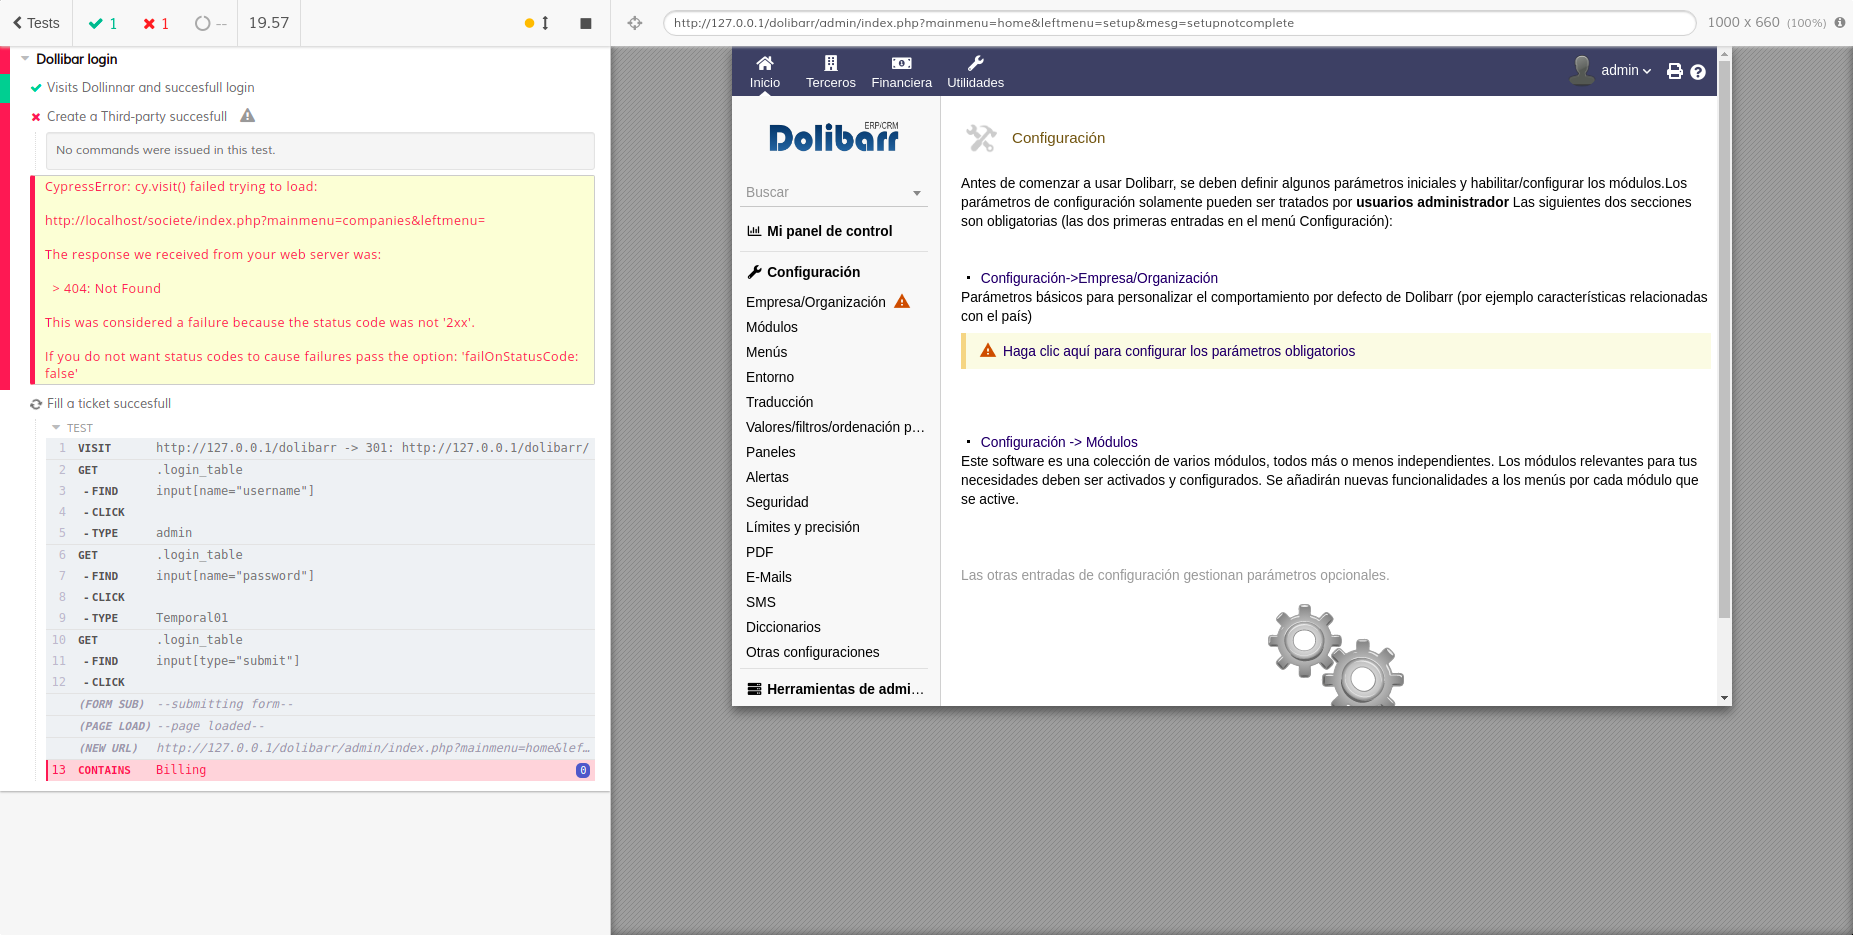 Tests
1
1
--
19.57
http://127.0.0.1/dolibarr/admin/index.php?mainmenu=home&leftmenu=setup&mesg=setupnotcomplete
1000 x 660 (100%)
Dollibar login
Visits Dollinnar and succesfull login
Create a Third-party succesfull
No commands were issued in this test.
CypressError: cy.visit() failed trying to load:
http://localhost/societe/index.php?mainmenu=companies&leftmenu=
The response we received from your web server was:
> 404: Not Found
This was considered a failure because the status code was not '2xx'.
If you do not want status codes to cause failures pass the option: 'failOnStatusCode:
false'
Fill a ticket succesfull
TEST
1 VISIT http://127.0.0.1/dolibarr -> 301: http://127.0.0.1/dolibarr/
2 GET .login_table
3 - FIND input[name="username"]
4 - CLICK
5 - TYPE admin
6 GET .login_table
7 - FIND input[name="password"]
8 - CLICK
9 - TYPE Temporal01
10 GET .login_table
11 - FIND input[type="submit"]
12 - CLICK
(FORM SUB) --submitting form--
(PAGE LOAD) --page loaded--
(NEW URL) http://127.0.0.1/dolibarr/admin/index.php?mainmenu=home&lef…
13 CONTAINS Billing 0
Inicio Terceros Financiera Utilidades
admin
Dolibarr ERP/CRM
Buscar
Mi panel de control
Configuración
Empresa/Organización
Módulos
Menús
Entorno
Traducción
Valores/filtros/ordenación p…
Paneles
Alertas
Seguridad
Límites y precisión
PDF
E-Mails
SMS
Diccionarios
Otras configuraciones
Herramientas de admi…
Configuración
Antes de comenzar a usar Dolibarr, se deben definir algunos parámetros iniciales y habilitar/configurar los módulos.Los
parámetros de configuración solamente pueden ser tratados por usuarios administrador Las siguientes dos secciones
son obligatorias (las dos primeras entradas en el menú Configuración):
Configuración->Empresa/Organización
Parámetros básicos para personalizar el comportamiento por defecto de Dolibarr (por ejemplo características relacionadas
con el país)
Haga clic aquí para configurar los parámetros obligatorios
Configuración -> Módulos
Este software es una colección de varios módulos, todos más o menos independientes. Los módulos relevantes para tus
necesidades deben ser activados y configurados. Se añadirán nuevas funcionalidades a los menús por cada módulo que
se active.
Las otras entradas de configuración gestionan parámetros opcionales.